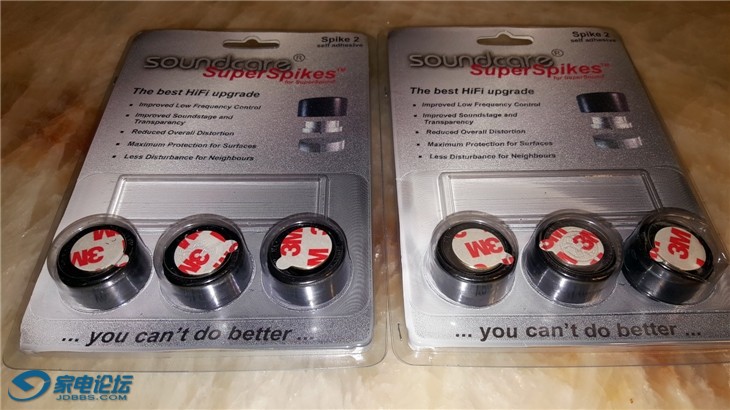 Spike 2
self adhesive
soundcare®
SuperSpikes™
for SuperSound!
The best HiFi upgrade
• Improved Low Frequency Control
• Improved Soundstage and
Transparency
• Reduced Overall Distortion
• Maximum Protection for Surfaces
• Less Disturbance for Neighbours
3M
3M
3M
... you can't do better ...
Spike 2
self adhesive
soundcare®
SuperSpikes™
for SuperSound!
The best HiFi upgrade
• Improved Low Frequency Control
• Improved Soundstage and
Transparency
• Reduced Overall Distortion
• Maximum Protection for Surfaces
• Less Disturbance for Neighbours
3M
3M
3M
... you can't do better ...
家电论坛
JDBBS.COM